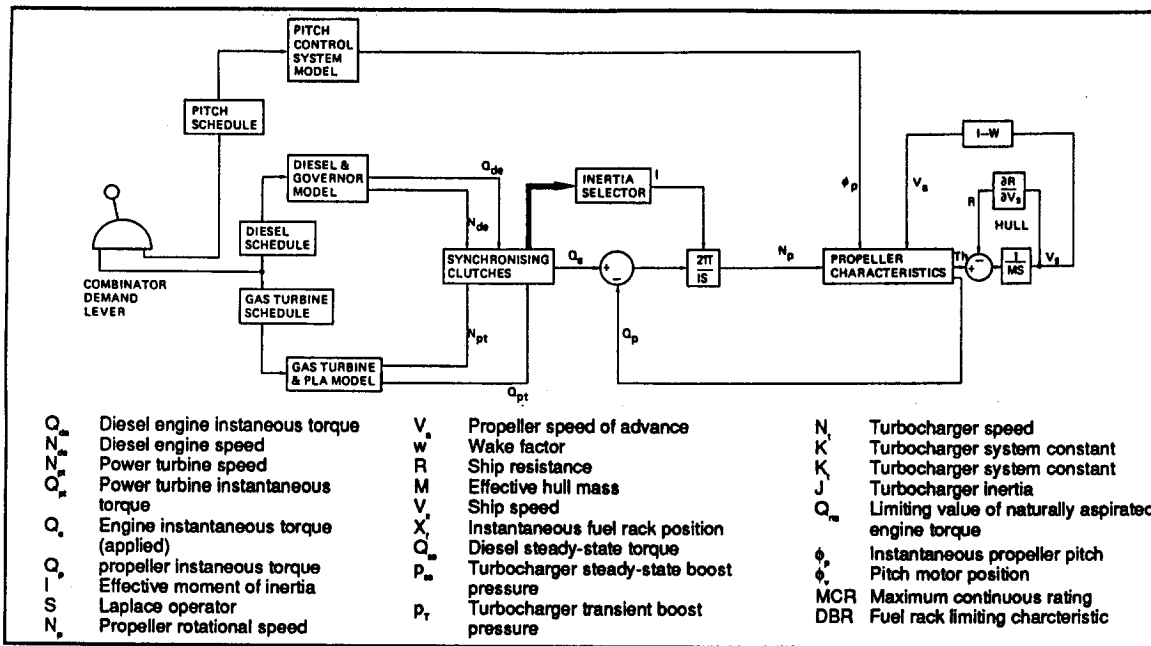 PITCH
CONTROL
SYSTEM
MODEL
PITCH
SCHEDULE
DIESEL &
GOVERNOR
MODEL
Q_de
INERTIA
SELECTOR
I
I-W
ϕ_p
V_a
R
∂R
∂V_s
HULL
N_de
DIESEL
SCHEDULE
SYNCHRONISING
CLUTCHES
Q_e
+
−
2π
IS
N_p
PROPELLER
CHARACTERISTICS
Th
−
+
1
MS
V_s
COMBINATOR
DEMAND
LEVER
GAS TURBINE
SCHEDULE
N_pt
Q_p
GAS TURBINE
& PLA MODEL
Q_pt
Q_de Diesel engine instaneous torque
N_de Diesel engine speed
N_pt Power turbine speed
Q_pt Power turbine instantaneous
torque
Q_e Engine instantaneous torque
(applied)
Q_p propeller instaneous torque
I Effective moment of inertia
S Laplace operator
N_p Propeller rotational speed
V_a Propeller speed of advance
w Wake factor
R Ship resistance
M Effective hull mass
V_s Ship speed
X_r Instantaneous fuel rack position
Q_ss Diesel steady-state torque
p_ss Turbocharger steady-state boost
pressure
p_T Turbocharger transient boost
pressure
N_t Turbocharger speed
K Turbocharger system constant
K_t Turbocharger system constant
J Turbocharger inertia
Q_na Limiting value of naturally aspirated
engine torque
ϕ_p Instantaneous propeller pitch
ϕ_v Pitch motor position
MCR Maximum continuous rating
DBR Fuel rack limiting charcteristic